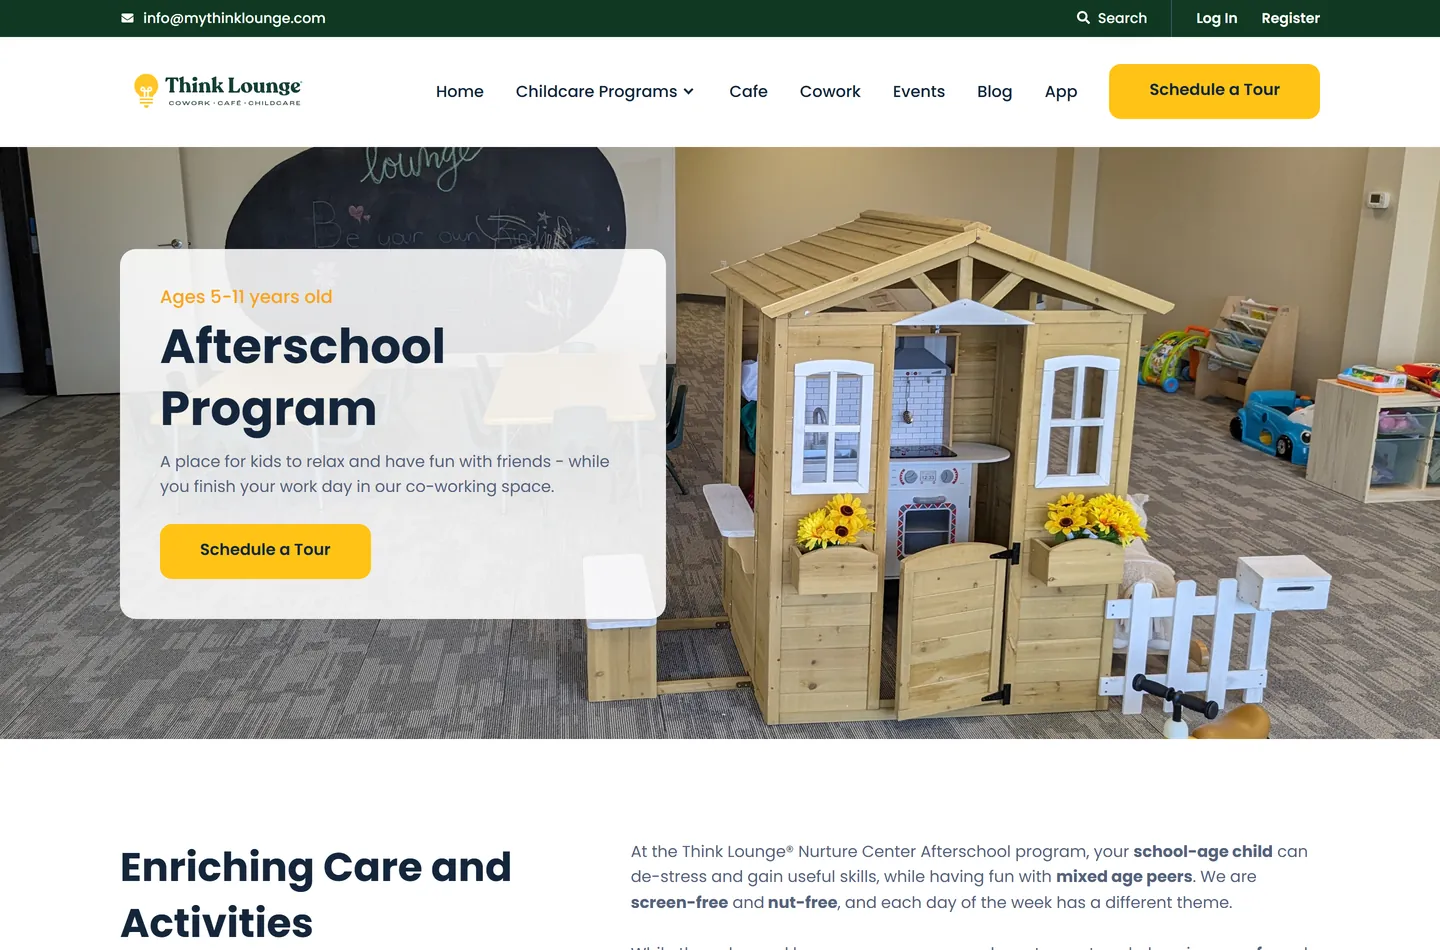 info@mythinklounge.com
Search
Log In
Register
Think Lounge
COWORK · CAFÉ · CHILDCARE
Home
Childcare Programs
Cafe
Cowork
Events
Blog
App
Schedule a Tour
lounge
Be your own
Ages 5-11 years old
Afterschool
Program
A place for kids to relax and have fun with friends - while
you finish your work day in our co-working space.
Schedule a Tour
Enriching Care and
Activities
At the Think Lounge® Nurture Center Afterschool program, your school-age child can
de-stress and gain useful skills, while having fun with mixed age peers. We are
screen-free and nut-free, and each day of the week has a different theme.